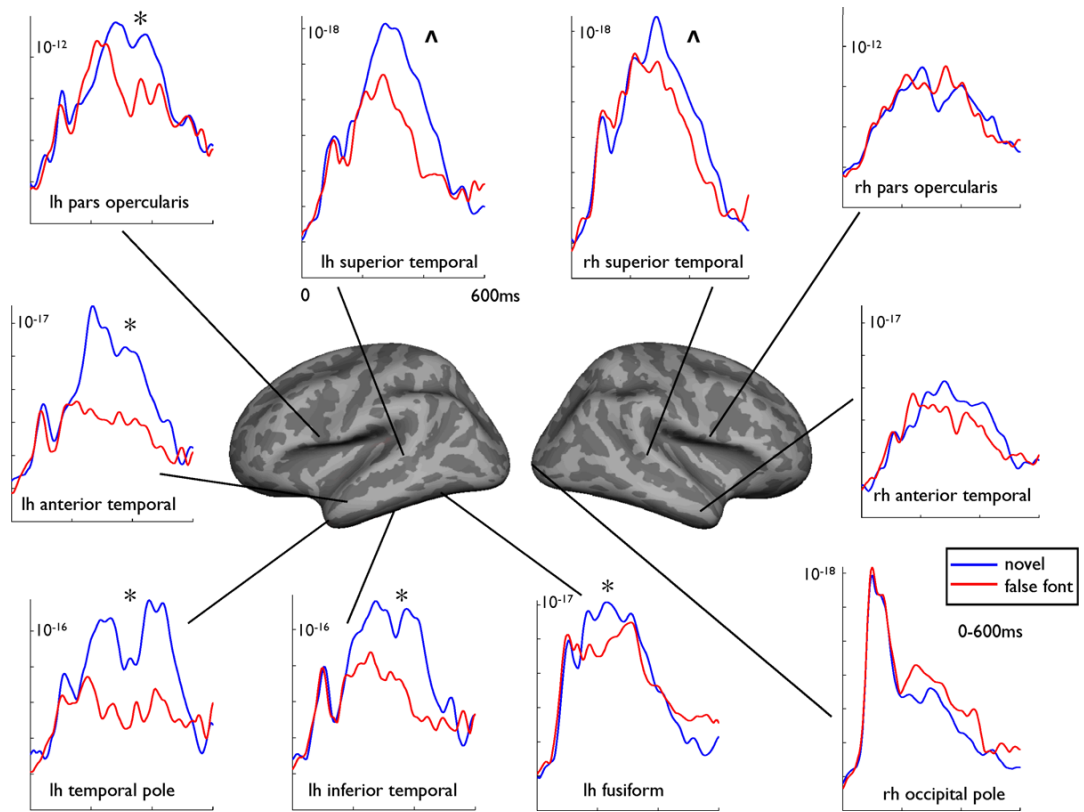 *
10-12
lh pars opercularis
10-18
^
lh superior temporal
0
600ms
10-18
^
rh superior temporal
10-12
rh pars opercularis
10-17
*
lh anterior temporal
rh anterior temporal
10-17
*
10-16
lh temporal pole
*
10-16
lh inferior temporal
*
10-17
lh fusiform
novel
false font
0-600ms
10-18
rh occipital pole